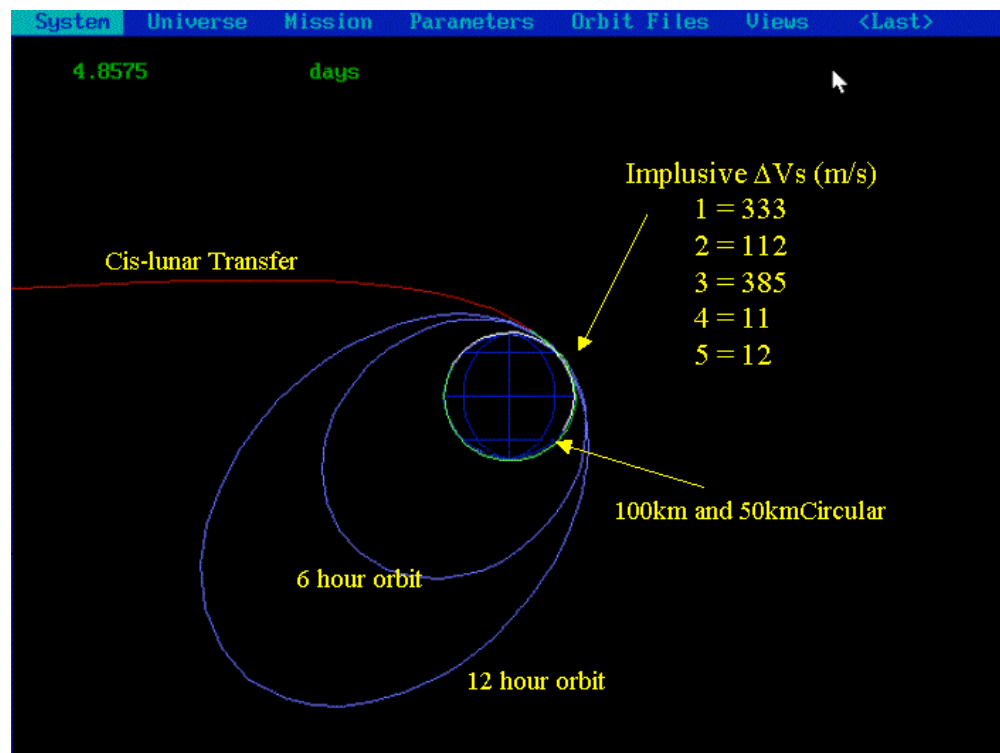 System Universe Mission Parameters Orbit Files Views <Last>
4.8575 days
Implusive ΔVs (m/s)
1 = 333
2 = 112
3 = 385
4 = 11
5 = 12
Cis-lunar Transfer
100km and 50kmCircular
6 hour orbit
12 hour orbit